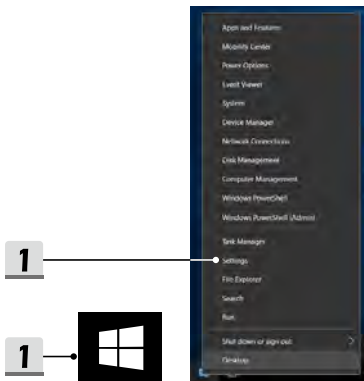 Apps and Features
Mobility Center
Power Options
Event Viewer
System
Device Manager
Network Connections
Disk Management
Computer Management
Windows PowerShell
Windows PowerShell (Admin)
Task Manager
1 Settings
File Explorer
Search
Run
Shut down or sign out
1
Desktop